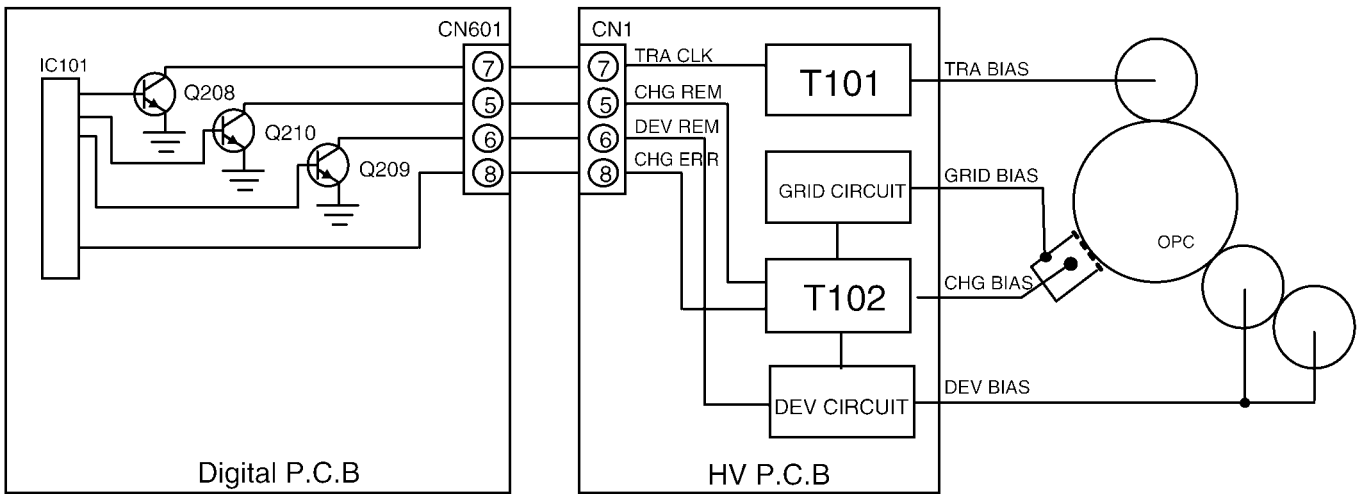 CN601
CN1
IC101
Q208
Q210
Q209
7
5
6
8
7
5
6
8
TRA CLK
CHG REM
DEV REM
CHG ERR
T101
GRID CIRCUIT
T102
DEV CIRCUIT
TRA BIAS
GRID BIAS
CHG BIAS
DEV BIAS
OPC
Digital P.C.B
HV P.C.B